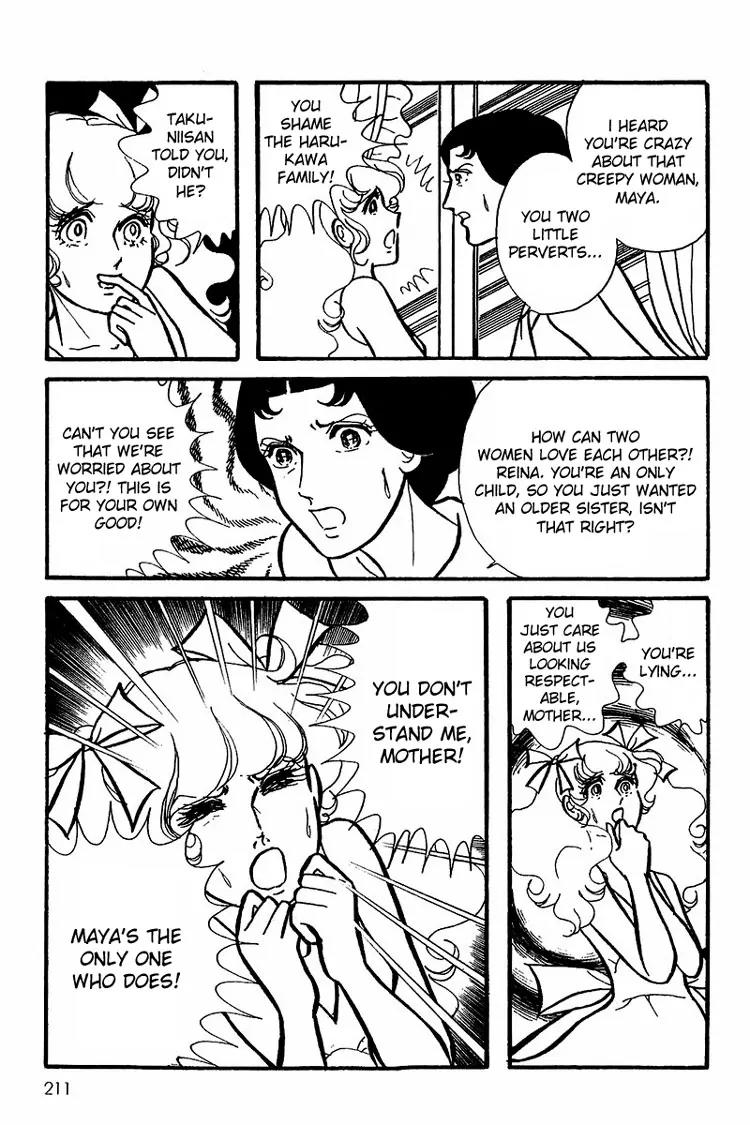 I HEARD
YOU'RE CRAZY
ABOUT THAT
CREEPY WOMAN,
MAYA.
YOU TWO
LITTLE
PERVERTS...
YOU
SHAME
THE HARU-
KAWA
FAMILY!
TAKU-
NIISAN
TOLD YOU,
DIDN'T
HE?
HOW CAN TWO
WOMEN LOVE EACH OTHER?!
REINA. YOU'RE AN ONLY
CHILD, SO YOU JUST WANTED
AN OLDER SISTER, ISN'T
THAT RIGHT?
CAN'T YOU SEE
THAT WE'RE
WORRIED ABOUT
YOU?! THIS IS
FOR YOUR OWN
GOOD!
YOU'RE
LYING...
YOU
JUST CARE
ABOUT US
LOOKING
RESPECT-
ABLE,
MOTHER...
YOU DON'T
UNDER-
STAND ME,
MOTHER!
MAYA'S THE
ONLY ONE
WHO DOES!
211